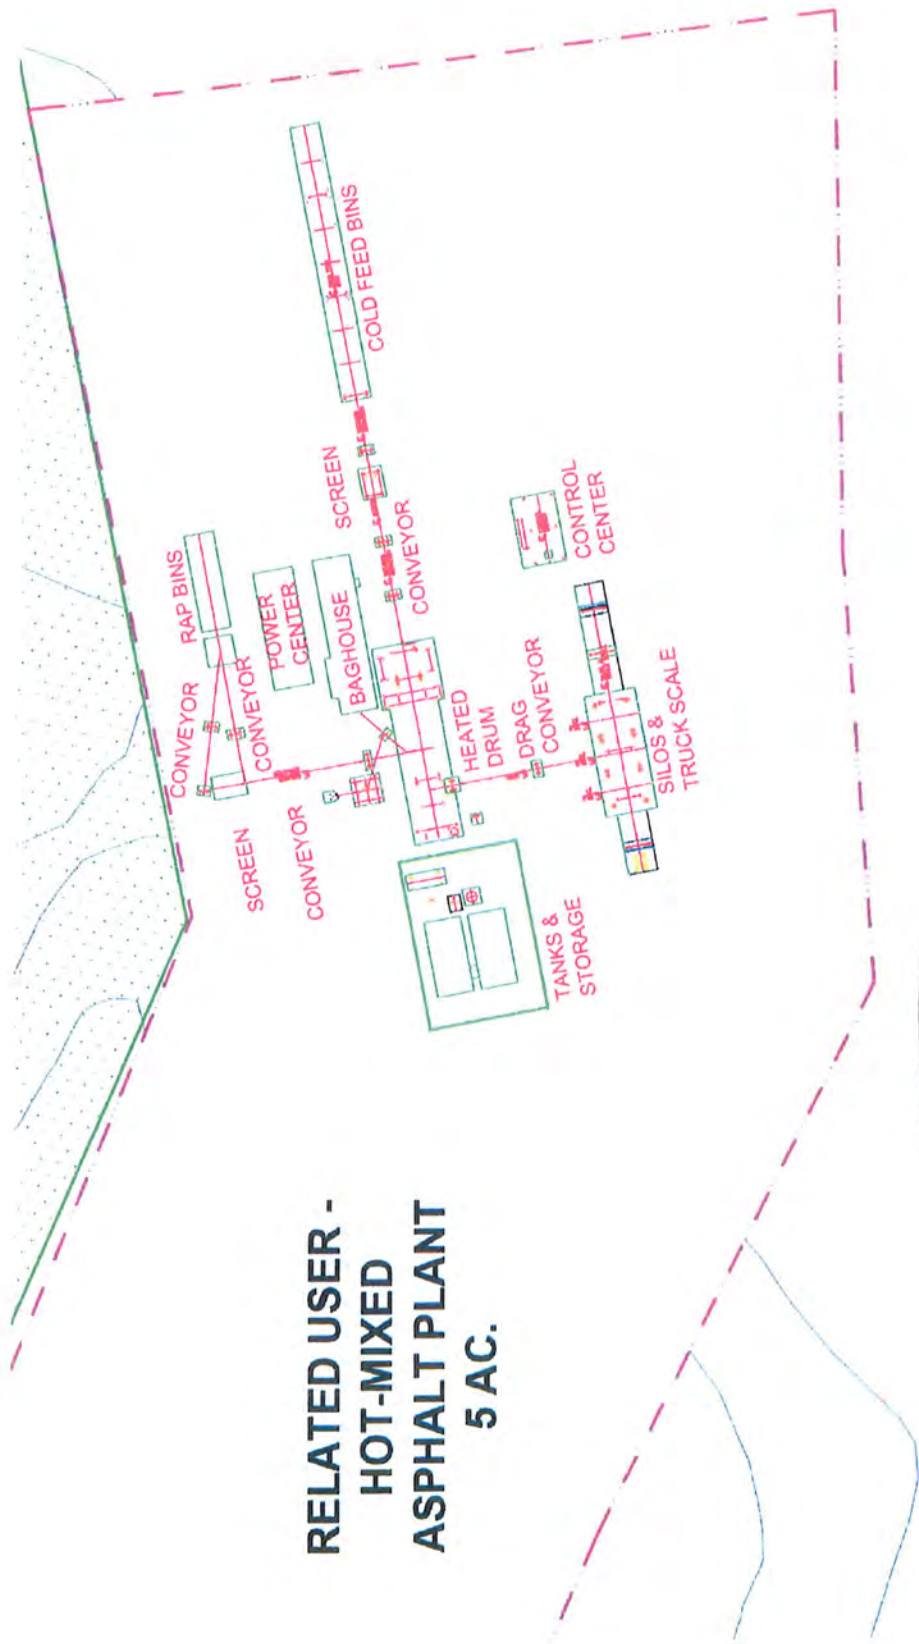 RELATED USER -
HOT-MIXED
ASPHALT PLANT
5 AC.
SCREEN
CONVEYOR
CONVEYOR
CONVEYOR
RAP BINS
POWER
CENTER
BAGHOUSE
SCREEN
CONVEYOR
COLD FEED BINS
TANKS &
STORAGE
HEATED
DRUM
DRAG
CONVEYOR
SILOS &
TRUCK SCALE
CONTROL
CENTER